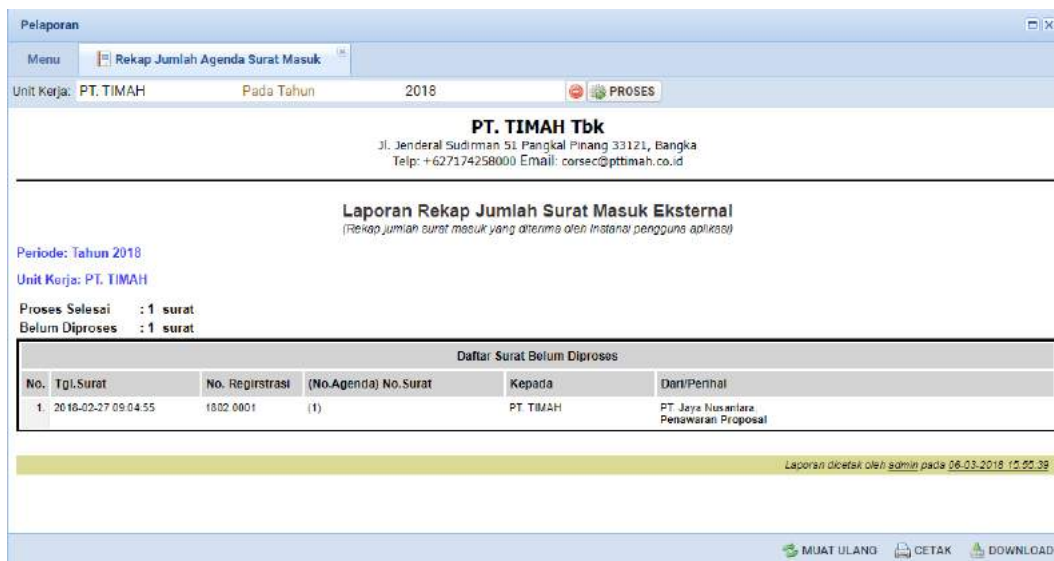 Pelaporan
Menu Rekap Jumlah Agenda Surat Masuk
Unit Kerja: PT. TIMAH Pada Tahun 2018 PROSES
PT. TIMAH Tbk
Jl. Jenderal Sudirman 51 Pangkal Pinang 33121, Bangka
Telp: +627174258000 Email: corsec@pttimah.co.id
Laporan Rekap Jumlah Surat Masuk Eksternal
(Rekap jumlah surat masuk yang diterima oleh Instansi pengguna aplikasi)
Periode: Tahun 2018
Unit Kerja: PT. TIMAH
Proses Selesai : 1 surat
Belum Diproses : 1 surat
Daftar Surat Belum Diproses
No. Tgl.Surat No. Regirstrasi (No.Agenda) No.Surat Kepada Dari/Perihal
1. 2018-02-27 09:04:55 1802.0001 (1) PT. TIMAH PT. Jaya Nusantara,
Penawaran Proposal
Laporan dicetak oleh admin pada 06-03-2018 15:55:39
MUAT ULANG CETAK DOWNLOAD